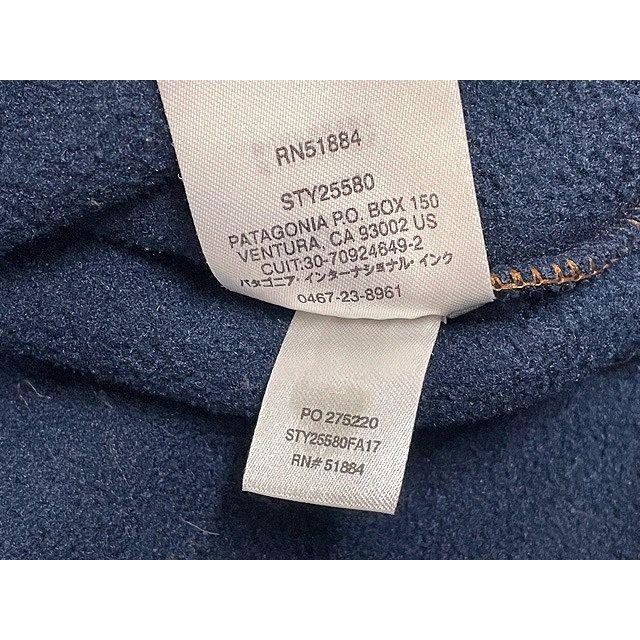 RN51884
STY25580
PATAGONIA P.O. BOX 150
VENTURA, CA 93002 US
CUIT:30-70924649-2
パタゴニア・インターナショナル・インク
0467-23-8961
PO 275220
STY25580FA17
RN# 51884